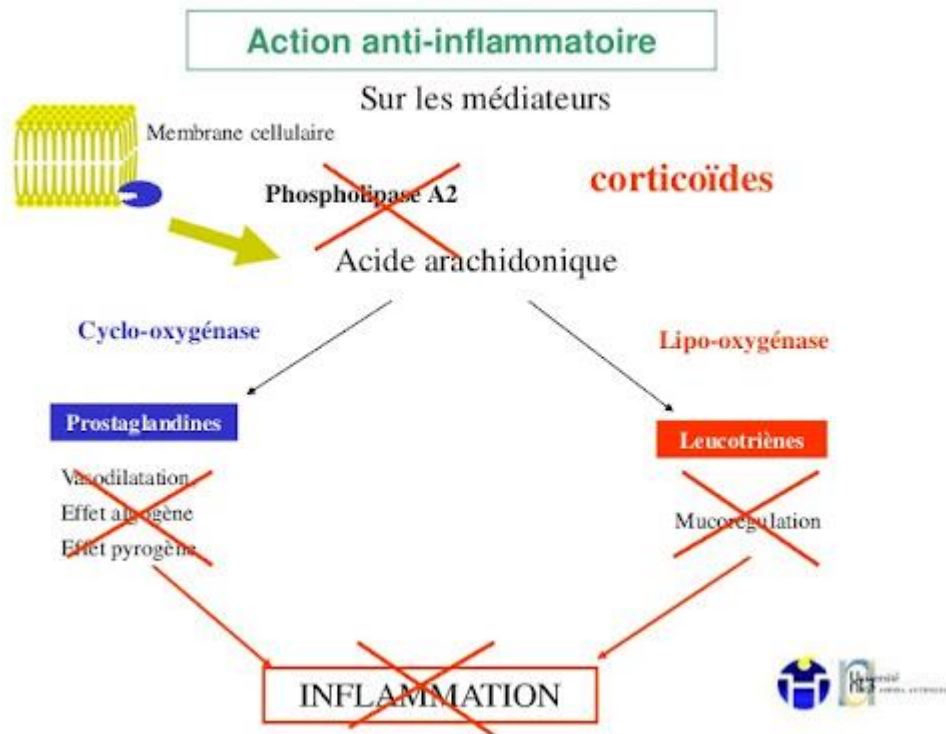 Action anti-inflammatoire
Sur les médiateurs
Membrane cellulaire
Phospholipase A2
corticoïdes
Acide arachidonique
Cyclo-oxygénase
Lipo-oxygénase
Prostaglandines
Leucotriènes
Vasodilatation
Effet algogène
Effet pyrogène
Mucorégulation
INFLAMMATION